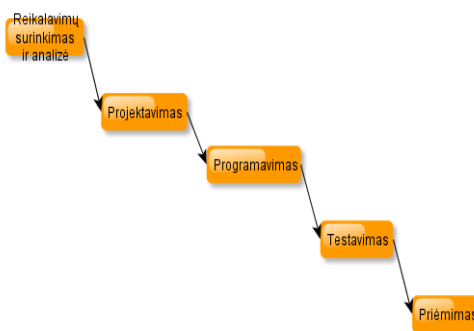 Reikalavimų
surinkimas
ir analizė
Projektavimas
Programavimas
Testavimas
Priėmimas